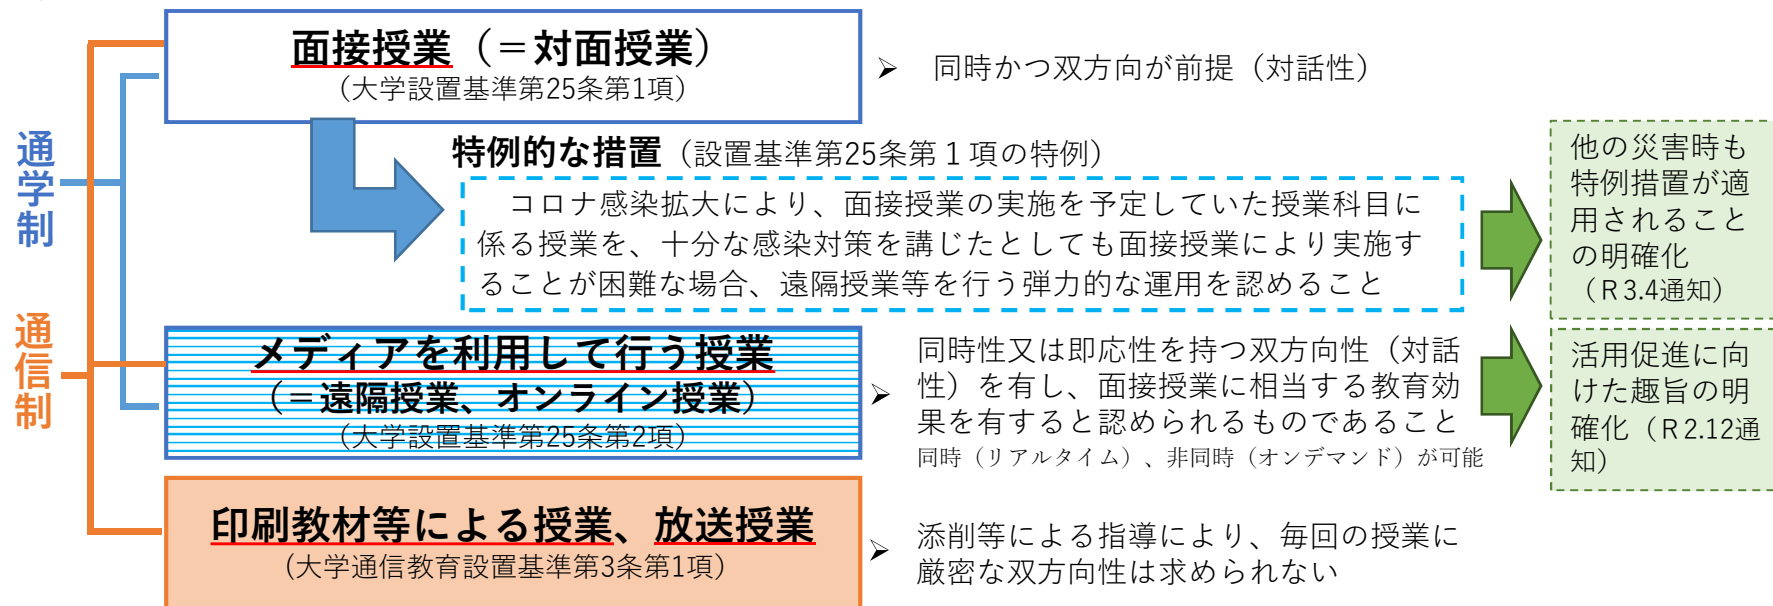 面接授業（＝対面授業）
（大学設置基準第25条第1項）
➢ 同時かつ双方向が前提（対話性）
通学制
特例的な措置（設置基準第25条第１項の特例）
コロナ感染拡大により、面接授業の実施を予定していた授業科目に
係る授業を、十分な感染対策を講じたとしても面接授業により実施す
ることが困難な場合、遠隔授業等を行う弾力的な運用を認めること
他の災害時も
特例措置が適
用されること
の明確化
（Ｒ3.4通知）
通信制
メディアを利用して行う授業
（＝遠隔授業、オンライン授業）
（大学設置基準第25条第2項）
➢ 同時性又は即応性を持つ双方向性（対話
性）を有し、面接授業に相当する教育効
果を有すると認められるものであること
同時（リアルタイム）、非同時（オンデマンド）が可能
活用促進に向
けた趣旨の明
確化（Ｒ2.12通
知）
印刷教材等による授業、放送授業
（大学通信教育設置基準第3条第1項）
➢ 添削等による指導により、毎回の授業に
厳密な双方向性は求められない